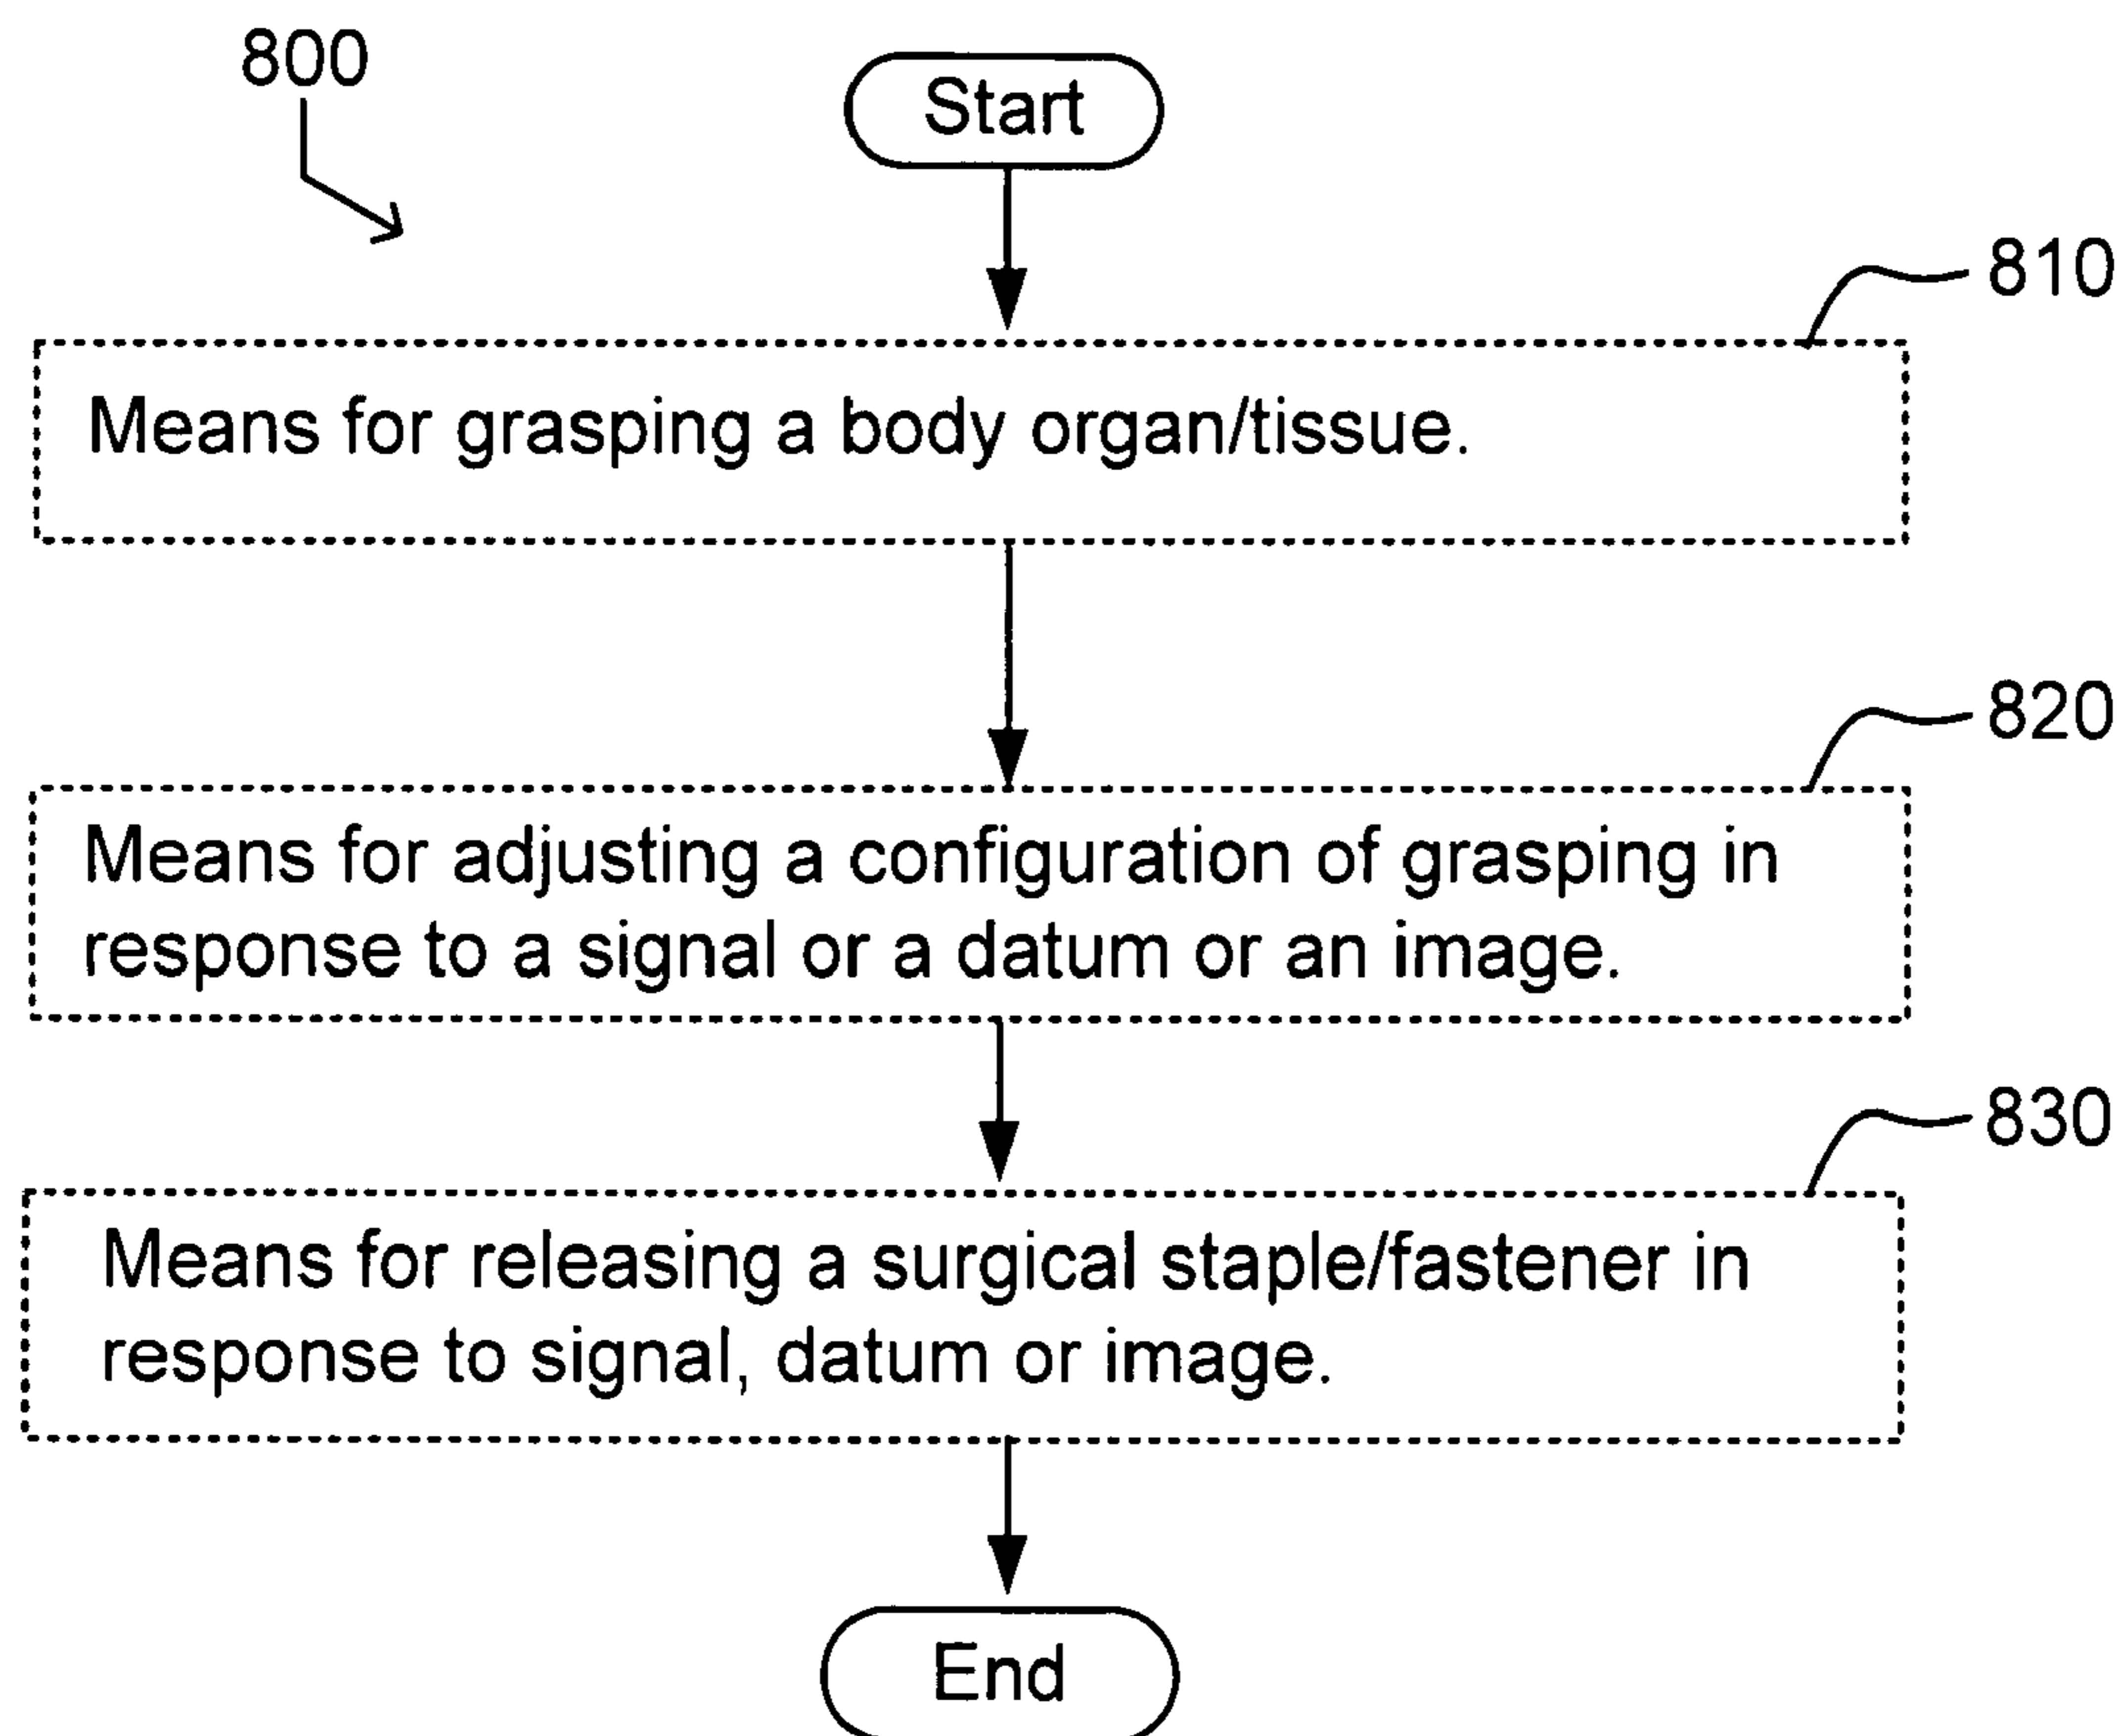 800
Start
810
Means for grasping a body organ/tissue.
820
Means for adjusting a configuration of grasping in
response to a signal or a datum or an image.
830
Means for releasing a surgical staple/fastener in
response to signal, datum or image.
End